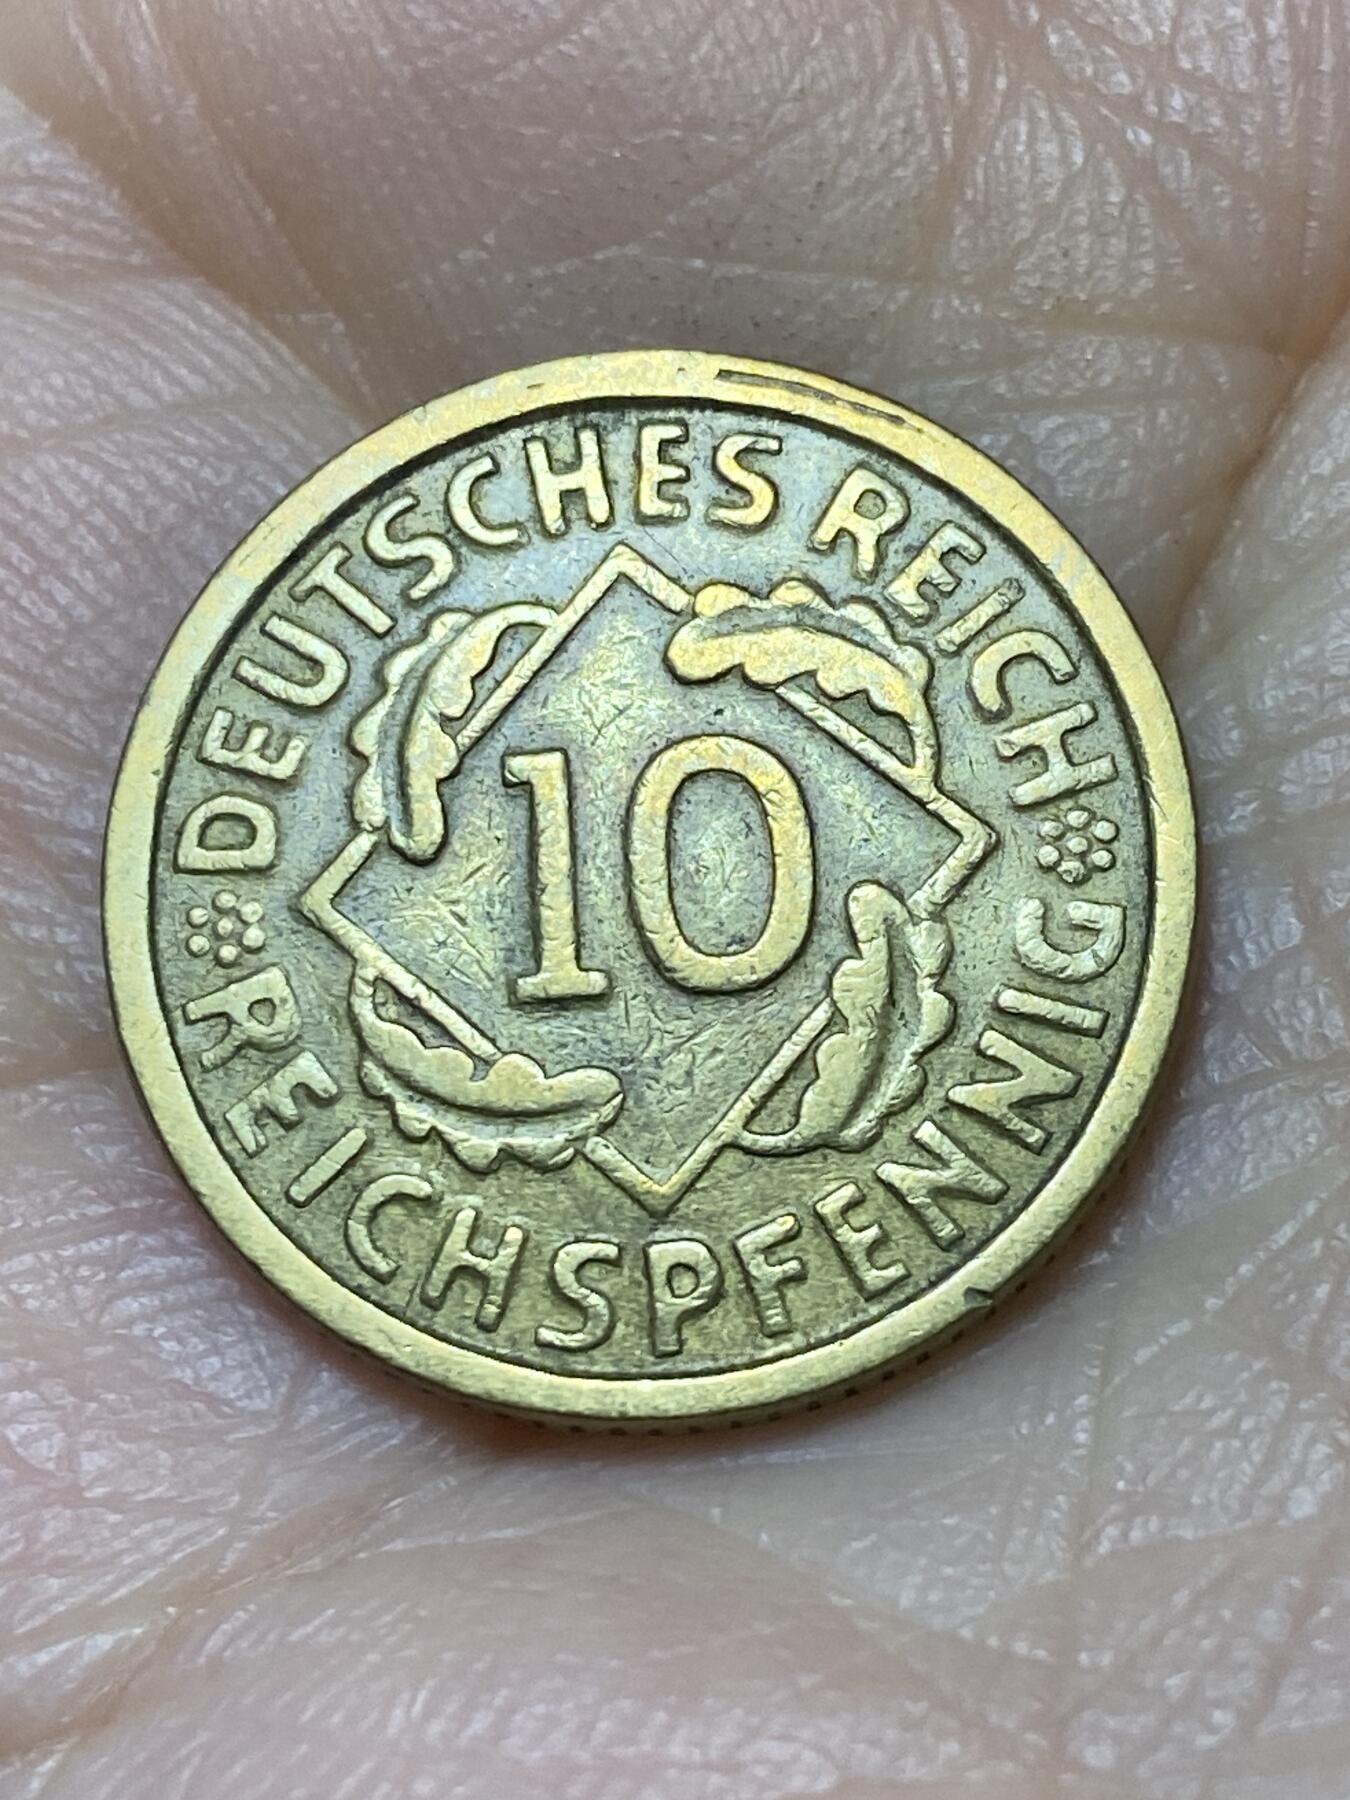 DEUTSCHES REICH
10
REICHSPFENNIG